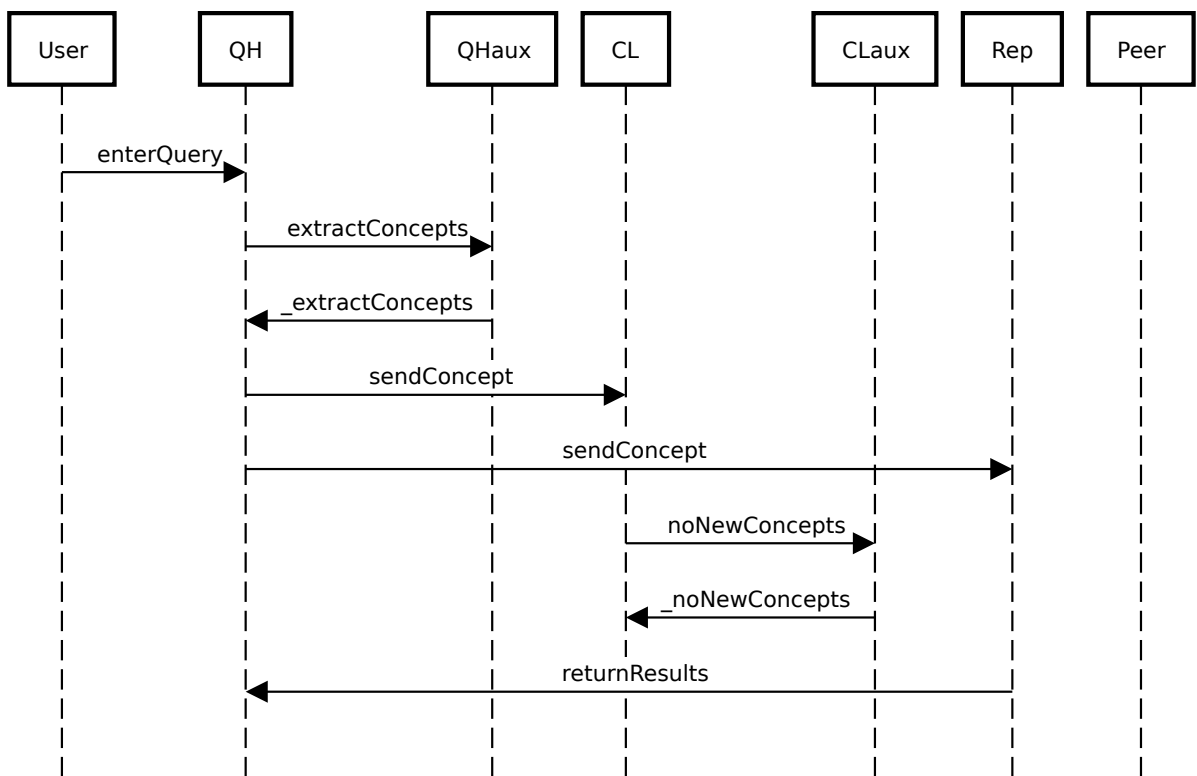 User QH QHaux CL CLaux Rep Peer
enterQuery
extractConcepts
_extractConcepts
sendConcept
sendConcept
noNewConcepts
_noNewConcepts
returnResults